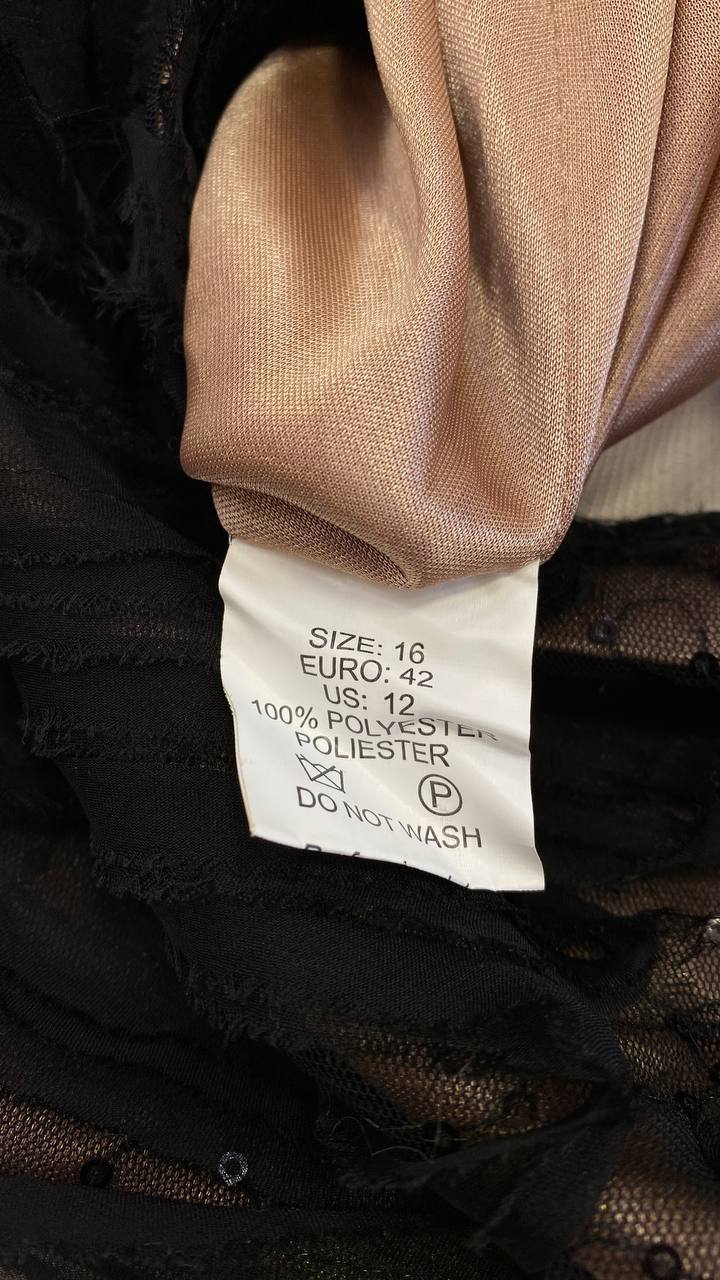 SIZE: 16
EURO: 42
US: 12
100% POLYESTER
POLIESTER
P
DO NOT WASH